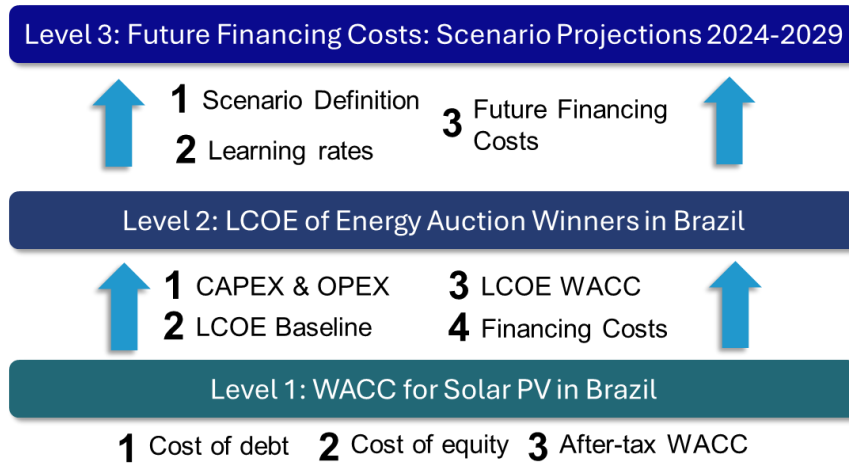 Level 3: Future Financing Costs: Scenario Projections 2024-2029
1 Scenario Definition
2 Learning rates
3 Future Financing
Costs
Level 2: LCOE of Energy Auction Winners in Brazil
1 CAPEX & OPEX
2 LCOE Baseline
3 LCOE WACC
4 Financing Costs
Level 1: WACC for Solar PV in Brazil
1 Cost of debt 2 Cost of equity 3 After-tax WACC